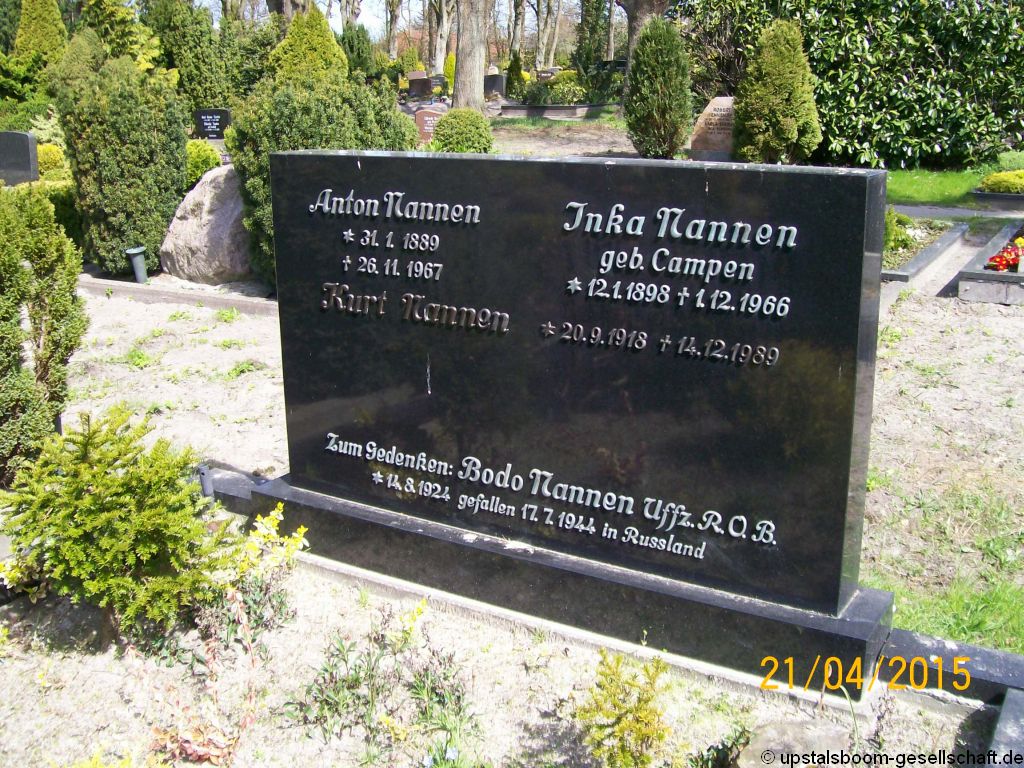 Anton Nannen
* 31. 1. 1889
† 26. 11. 1967
Inka Nannen
geb. Campen
* 12.1.1898 † 1.12.1966
Kurt Nannen * 20.9.1918 † 14.12.1989
Zum Gedenken: Bodo Nannen Uffz. R.O.B.
* 14.8.1924 gefallen 17.7.1944 in Russland
21/04/2015
© upstalsboom-gesellschaft.de